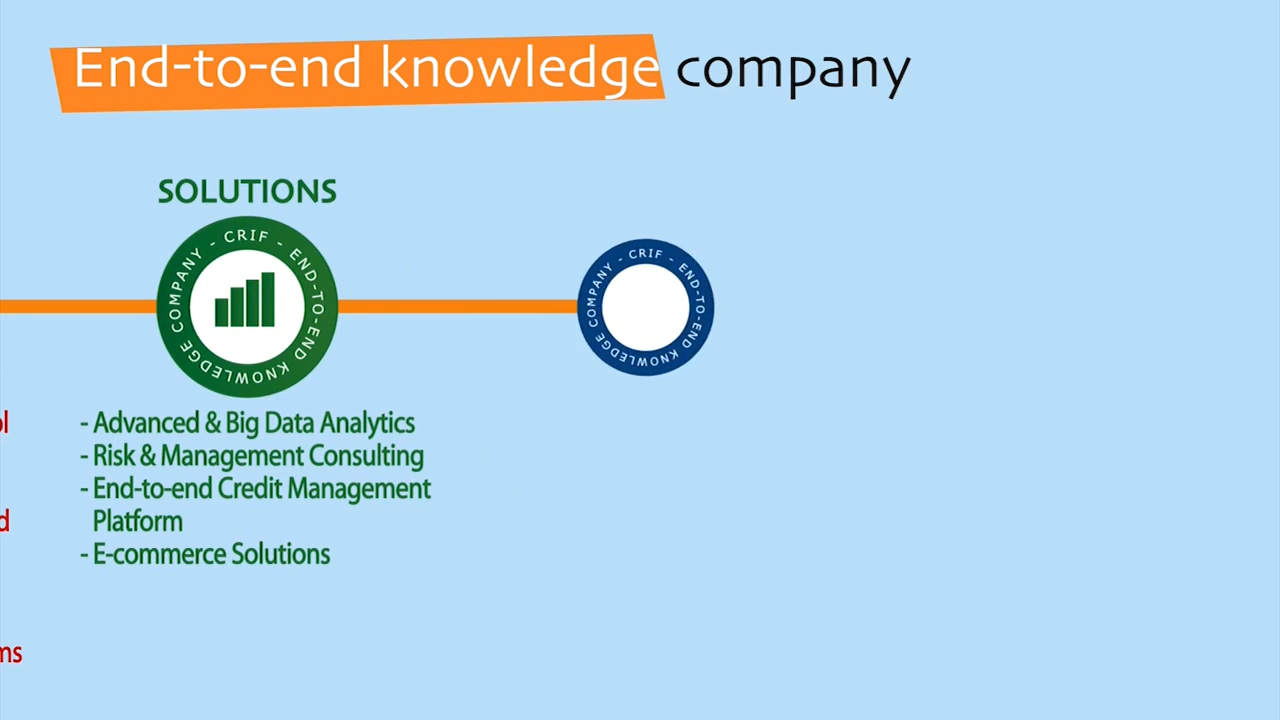 End-to-end knowledge company
SOLUTIONS
COMPANY - CRIF - END-TO-END KNOWLEDGE
COMPANY - CRIF - END-TO-END KNOWLEDGE
- Advanced & Big Data Analytics
- Risk & Management Consulting
- End-to-end Credit Management
Platform
- E-commerce Solutions